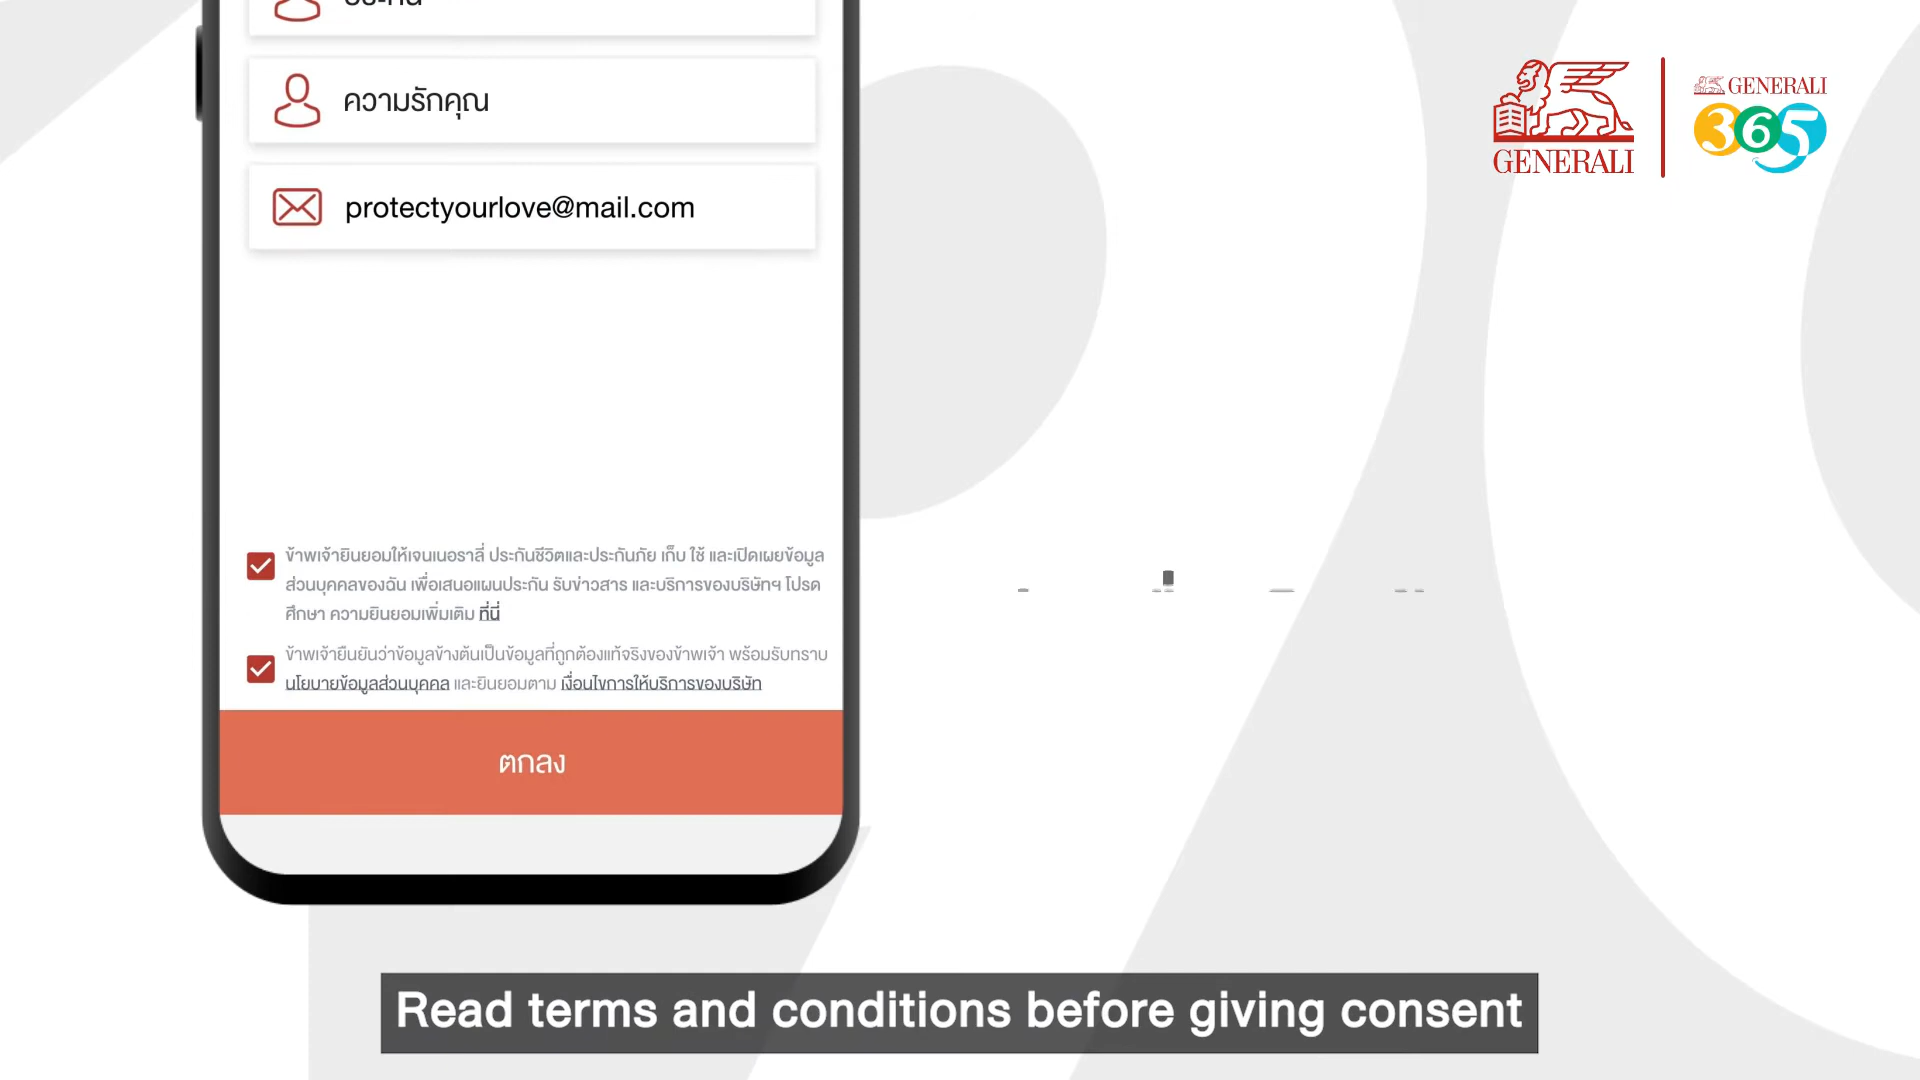 ความรักคุณ
protectyourlove@mail.com
ข้าพเจ้ายินยอมให้เจนเนอราลี่ ประกันชีวิตและประกันภัย เก็บ ใช้ และเปิดเผยข้อมูล
ส่วนบุคคลของฉัน เพื่อเสนอแผนประกัน รับข่าวสาร และบริการของบริษัทฯ โปรด
ศึกษา ความยินยอมเพิ่มเติม ที่นี่
ข้าพเจ้ายืนยันว่าข้อมูลข้างต้นเป็นข้อมูลที่ถูกต้องแท้จริงของข้าพเจ้า พร้อมรับทราบ
นโยบายข้อมูลส่วนบุคคล และยินยอมตาม เงื่อนไขการให้บริการของบริษัท
ตกลง
GENERALI
GENERALI
365
Read terms and conditions before giving consent